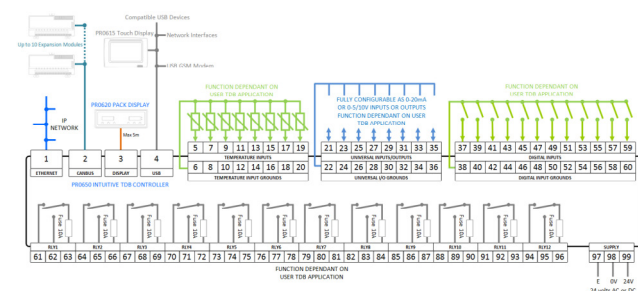 Compatible USB Devices
PR0615 Touch Display
Network Interfaces
Up to 10 Expansion Modules
USB GSM Modem
FUNCTION DEPENDANT ON
USER TDB APPLICATION
FULLY CONFIGURABLE AS 0-20mA
OR 0-5/10V INPUTS OR OUTPUTS
FUNCTION DEPENDANT ON USER
TDB APPLICATION
FUNCTION DEPENDANT ON
USER TDB APPLICATION
PR0620 PACK DISPLAY
IP
NETWORK
Max 5m
1 2 3 4
ETHERNET CANBUS DISPLAY USB
5 7 9 11 13 15 17 19
TEMPERATURE INPUTS
6 8 10 12 14 16 18 20
TEMPERATURE INPUT GROUNDS
21 23 25 27 29 31 33 35
UNIVERSAL INPUTS/OUTPUTS
22 24 26 28 30 32 34 36
UNIVERSAL I/O GROUNDS
37 39 41 43 45 47 49 51 53 55 57 59
DIGITAL INPUTS
38 40 42 44 46 48 50 52 54 56 58 60
DIGITAL INPUT GROUNDS
PR0650 INTUITIVE TDB CONTROLLER
Fuse 10A Fuse 10A Fuse 10A Fuse 10A Fuse 10A Fuse 10A Fuse 10A Fuse 10A Fuse 10A Fuse 10A Fuse 10A Fuse 10A
RLY1 RLY2 RLY3 RLY4 RLY5 RLY6 RLY7 RLY8 RLY9 RLY10 RLY11 RLY12 SUPPLY
61 62 63 64 65 66 67 68 69 70 71 72 73 74 75 76 77 78 79 80 81 82 83 84 85 86 87 88 89 90 91 92 93 94 95 96 97 98 99
FUNCTION DEPENDANT ON
USER TDB APPLICATION
E 0V 24V
24 volts AC or DC